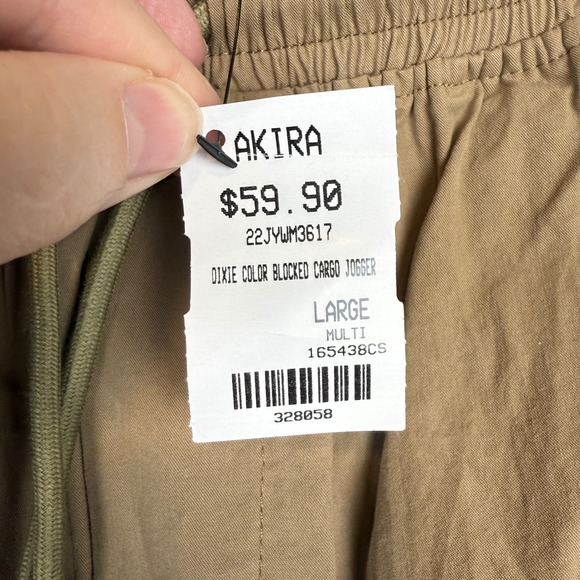 AKIRA
$59.90
22JYWM3617
DIXIE COLOR BLOCKED CARGO JOGGER
LARGE
MULTI
165438CS
328058